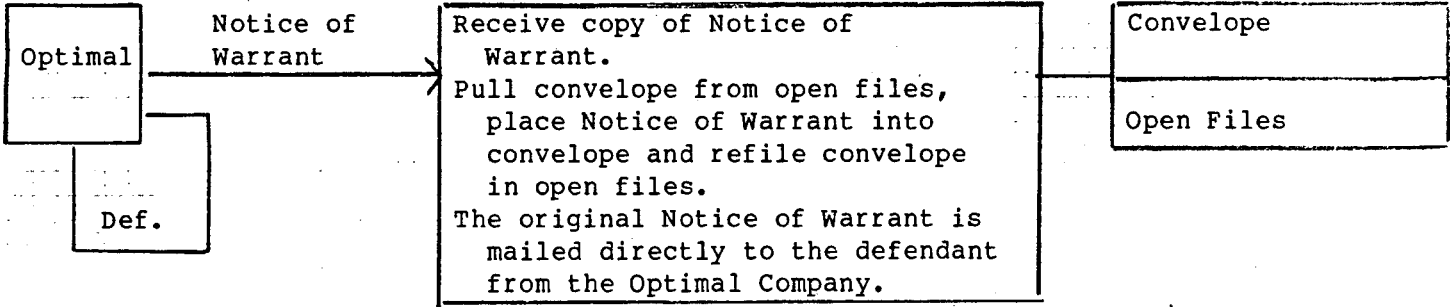 Optimal
Def.
Notice of
Warrant
Receive copy of Notice of
Warrant.
Pull convelope from open files,
place Notice of Warrant into
convelope and refile convelope
in open files.
The original Notice of Warrant is
mailed directly to the defendant
from the Optimal Company.
Convelope
Open Files